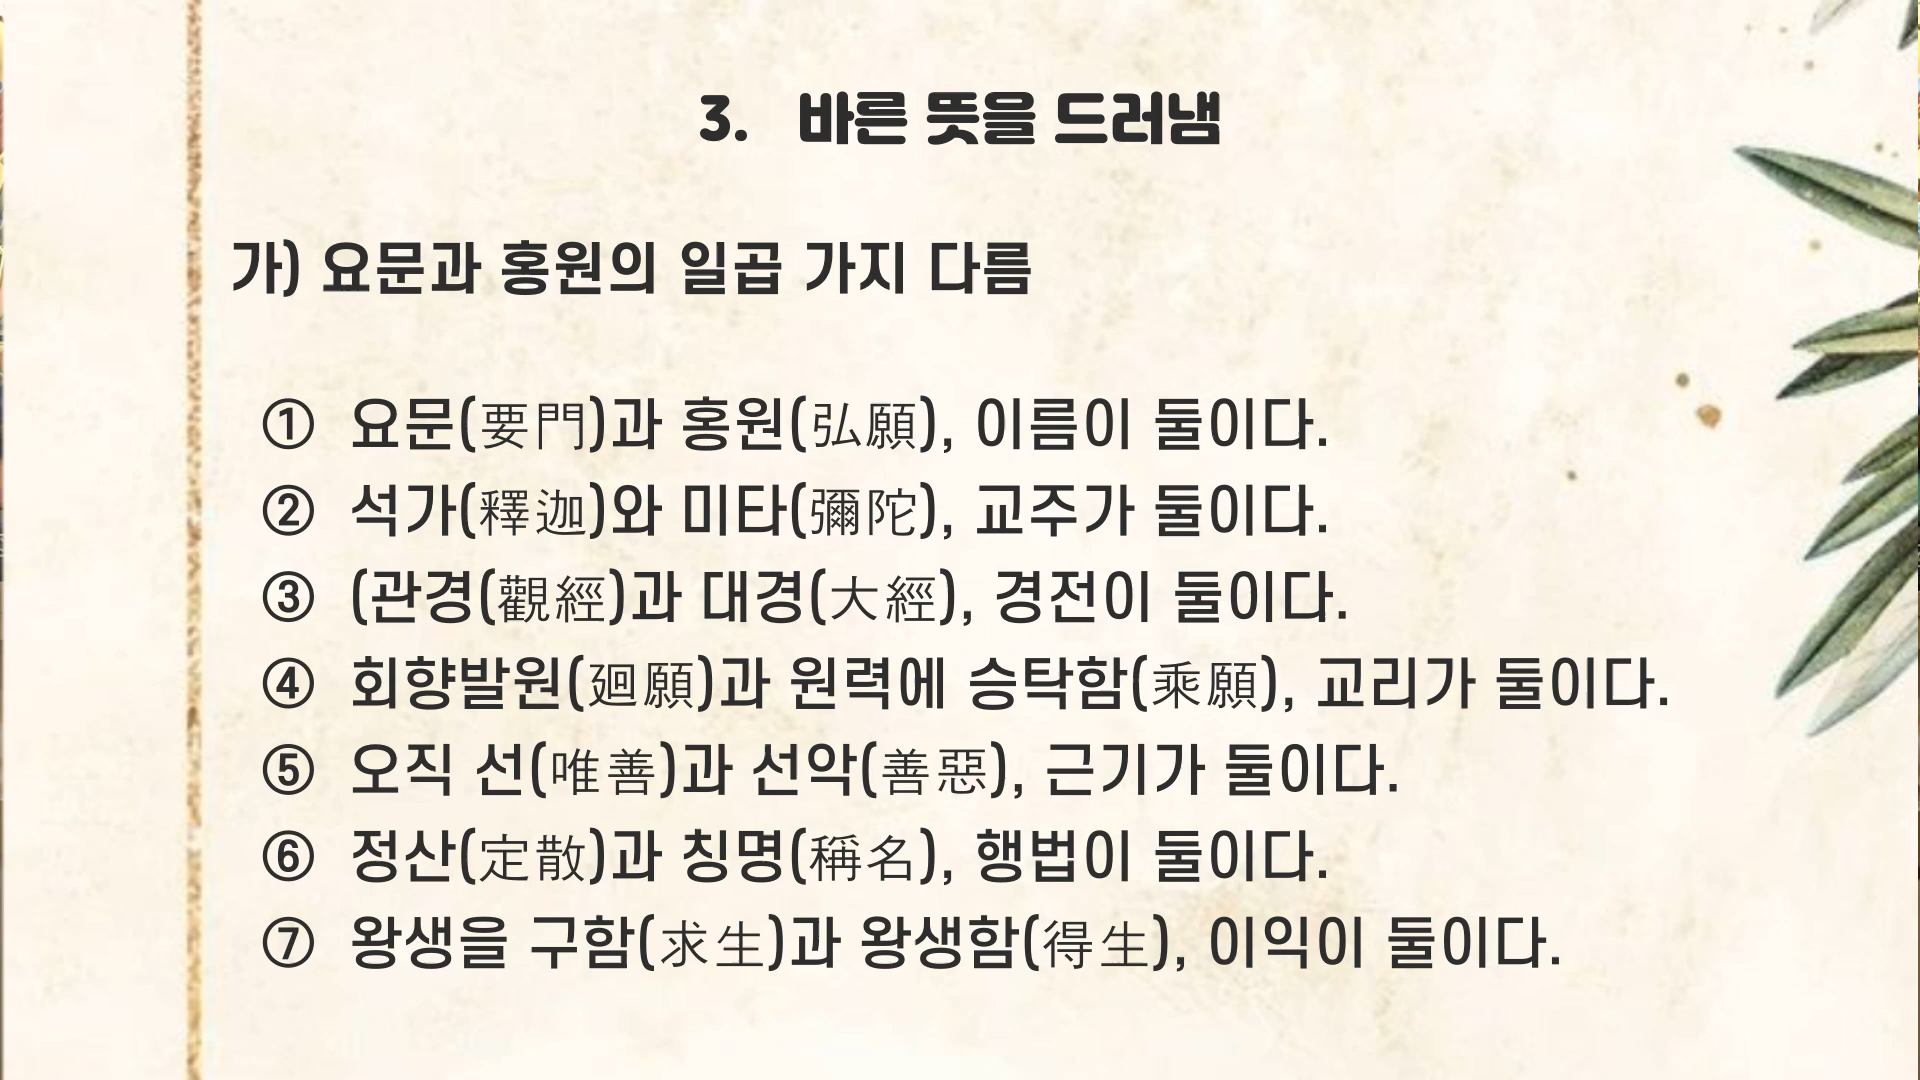 3. 바른 뜻을 드러냄
가) 요문과 홍원의 일곱 가지 다름
① 요문(要門)과 홍원(弘願), 이름이 둘이다.
② 석가(釋迦)와 미타(彌陀), 교주가 둘이다.
③ (관경(觀經)과 대경(大經), 경전이 둘이다.
④ 회향발원(廻願)과 원력에 승탁함(乘願), 교리가 둘이다.
⑤ 오직 선(唯善)과 선악(善惡), 근기가 둘이다.
⑥ 정산(定散)과 칭명(稱名), 행법이 둘이다.
⑦ 왕생을 구함(求生)과 왕생함(得生), 이익이 둘이다.